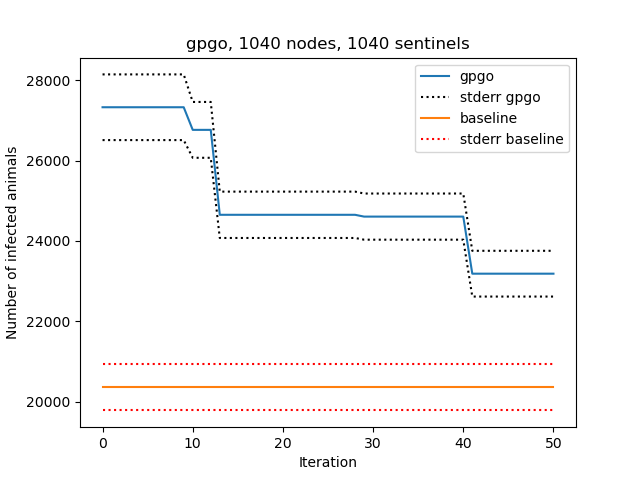 gpgo, 1040 nodes, 1040 sentinels
Number of infected animals
28000
26000
24000
22000
20000
gpgo
stderr gpgo
baseline
stderr baseline
0 10 20 30 40 50
Iteration